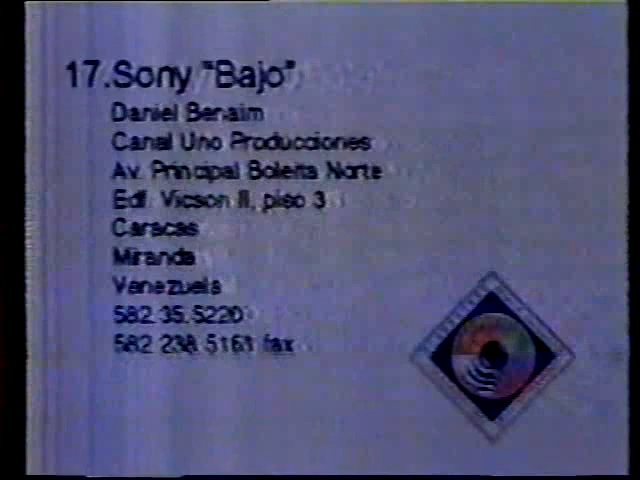 17.Sony "Bajo"
Daniel Benaim
Canal Uno Producciones
Av. Principal Boleita Norte
Edf. Vicson II, piso 3
Caracas
Miranda
Venezuela
582.35.5220
582.238.5163 fax